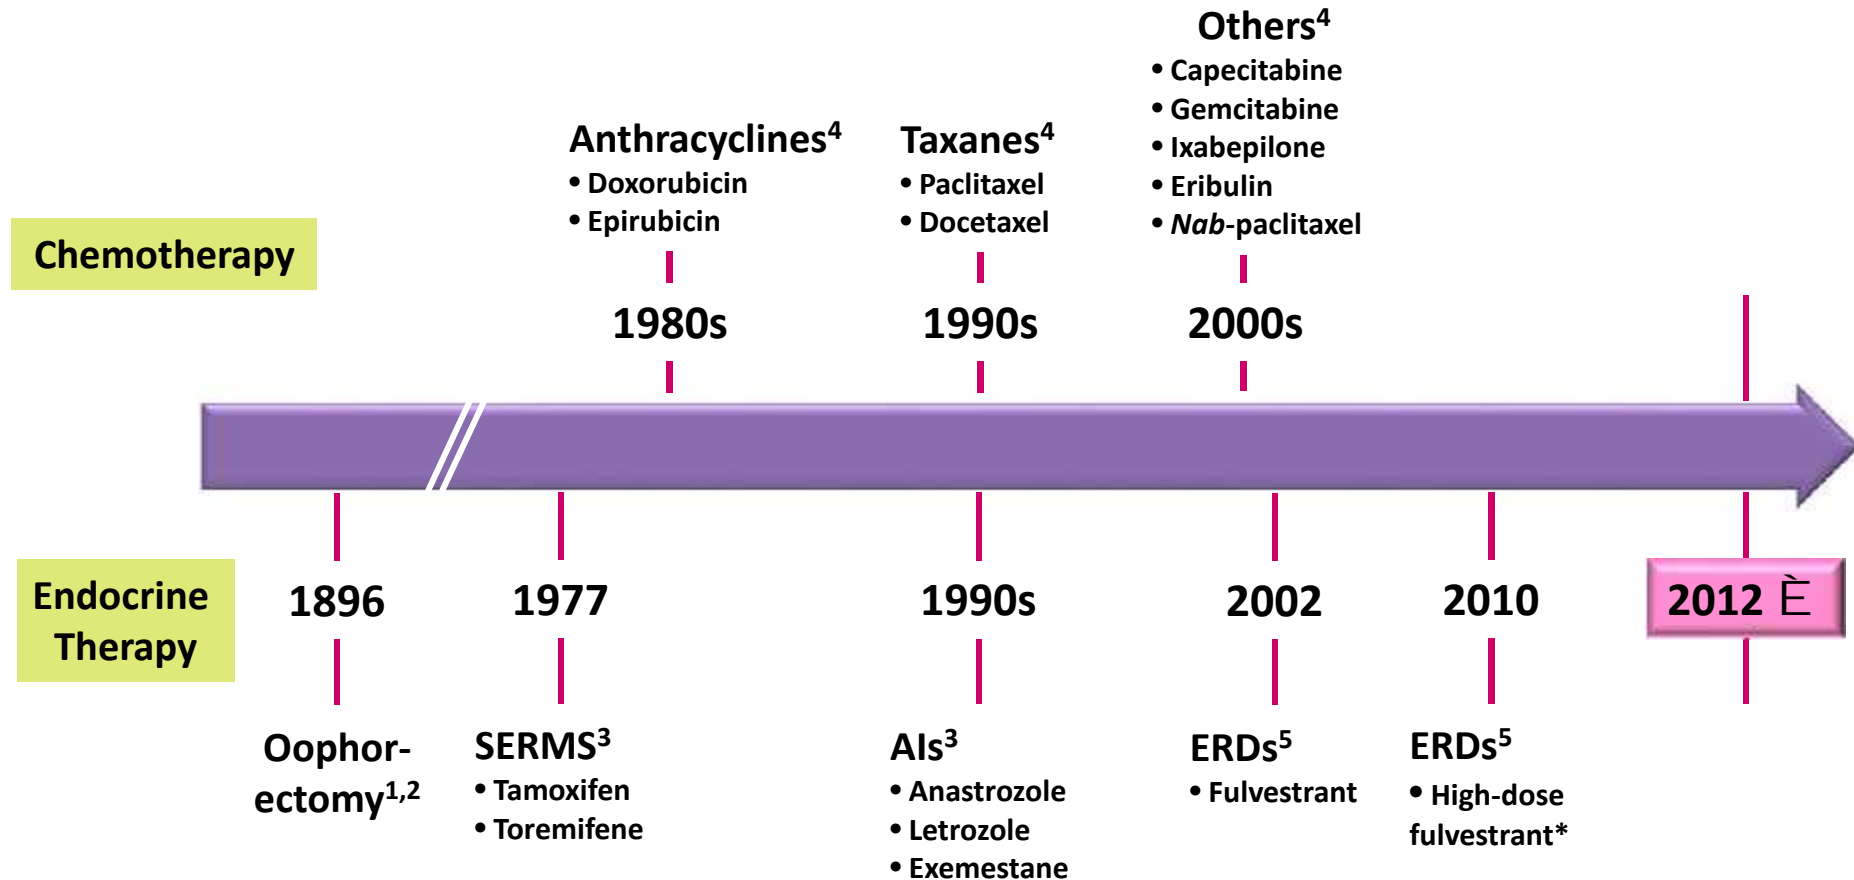 Others⁴
• Capecitabine
• Gemcitabine
• Ixabepilone
• Eribulin
• Nab-paclitaxel
Anthracyclines⁴
• Doxorubicin
• Epirubicin
Taxanes⁴
• Paclitaxel
• Docetaxel
Chemotherapy
1980s
1990s
2000s
Endocrine
Therapy
1896
1977
1990s
2002
2010
2012 È
Oophor-
ectomy¹,²
SERMS³
• Tamoxifen
• Toremifene
AIs³
• Anastrozole
• Letrozole
• Exemestane
ERDs⁵
• Fulvestrant
ERDs⁵
• High-dose
fulvestrant*